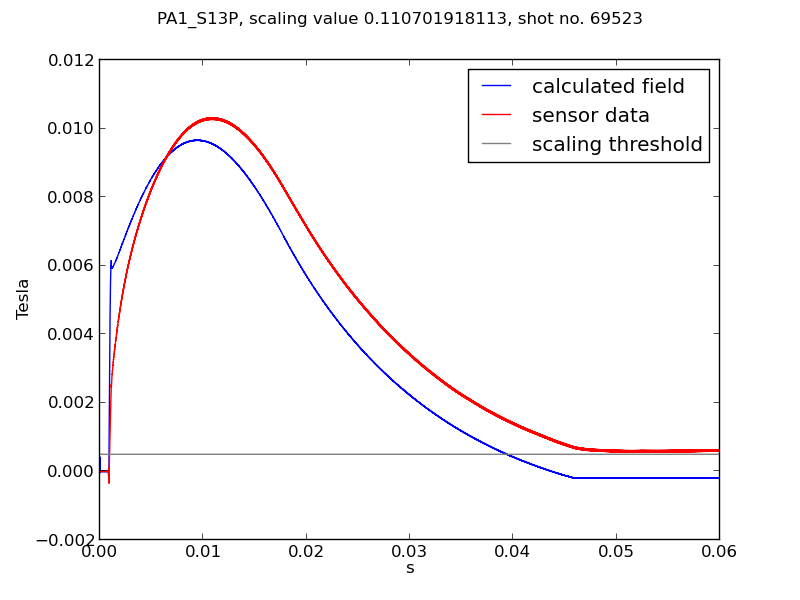 PA1_S13P, scaling value 0.110701918113, shot no. 69523
calculated field
sensor data
scaling threshold
Tesla
0.012
0.010
0.008
0.006
0.004
0.002
0.000
−0.002
0.00
0.01
0.02
0.03
0.04
0.05
0.06
s